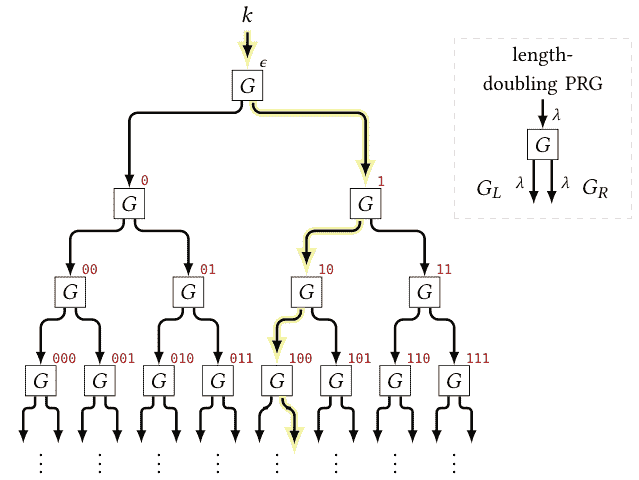 k
ϵ
G
length-
doubling PRG
λ
G
G_L λ λ G_R
0 1
G G
00 01 10 11
G G G G
000 001 010 011 100 101 110 111
G G G G G G G G
⋮ ⋮ ⋮ ⋮ ⋮ ⋮ ⋮ ⋮